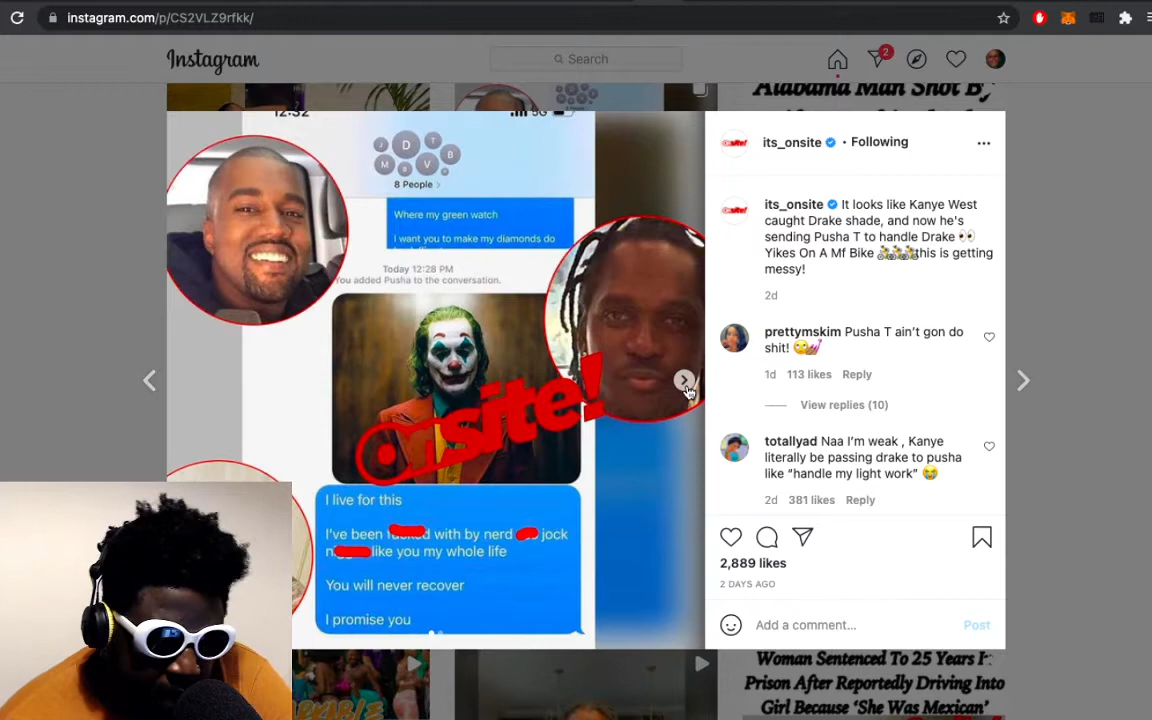 instagram.com/p/CS2VLZ9rfkk/
Instagram
Search
2
Alabama Man Shot By
12:32
5G
D
T
J
B
M
V
8 People >
Where my green watch
I want you to make my diamonds do
Today 12:28 PM
You added Pusha to the conversation.
Onsite!
I live for this
I've been f d with by nerd jock
n like you my whole life
You will never recover
I promise you
its_onsite • Following
its_onsite It looks like Kanye West
caught Drake shade, and now he's
sending Pusha T to handle Drake 👀
Yikes On A Mf Bike 🚴🚴🚴this is getting
messy!
2d
prettymskim Pusha T ain't gon do
shit! 🙄💅
1d 113 likes Reply
View replies (10)
totallyad Naa I'm weak , Kanye
literally be passing drake to pusha
like "handle my light work" 😭
2d 381 likes Reply
2,889 likes
2 DAYS AGO
Add a comment...
Post
Woman Sentenced To 25 Years I
Prison After Reportedly Driving Into
Girl Because 'She Was Mexican'